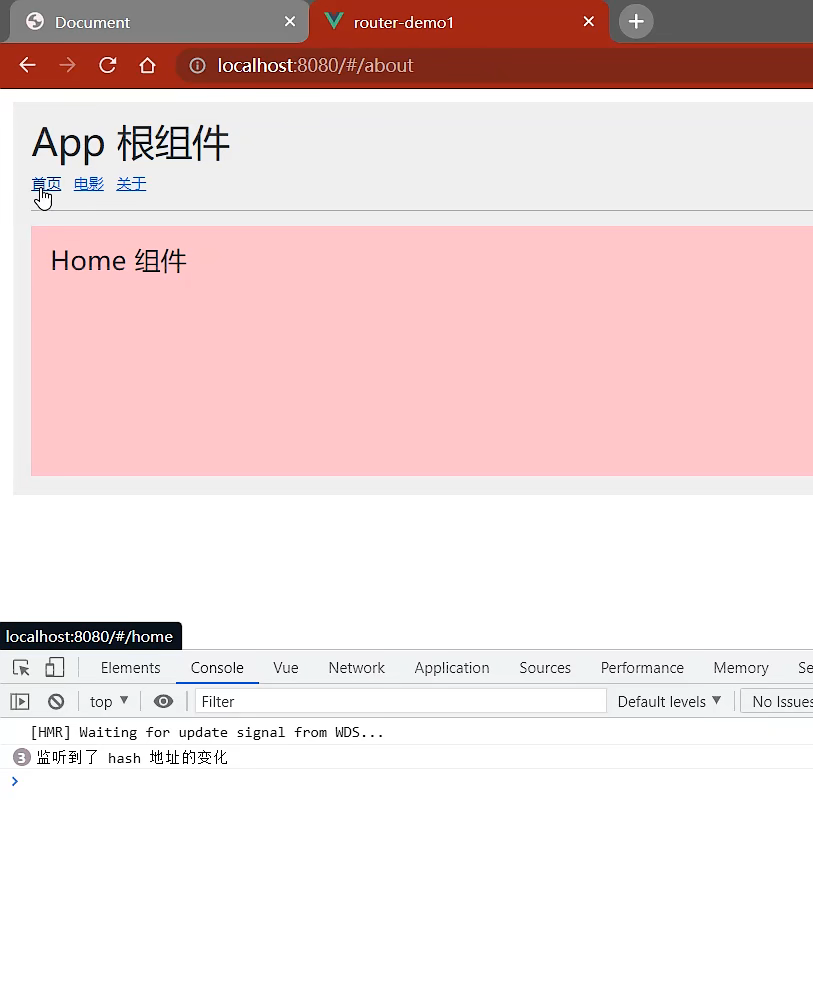 Document
router-demo1
localhost:8080/#/about
App 根组件
首页 电影 关于
Home 组件
localhost:8080/#/home
Elements Console Vue Network Application Sources Performance Memory Se
top Filter Default levels No Issues
[HMR] Waiting for update signal from WDS...
3 监听到了 hash 地址的变化